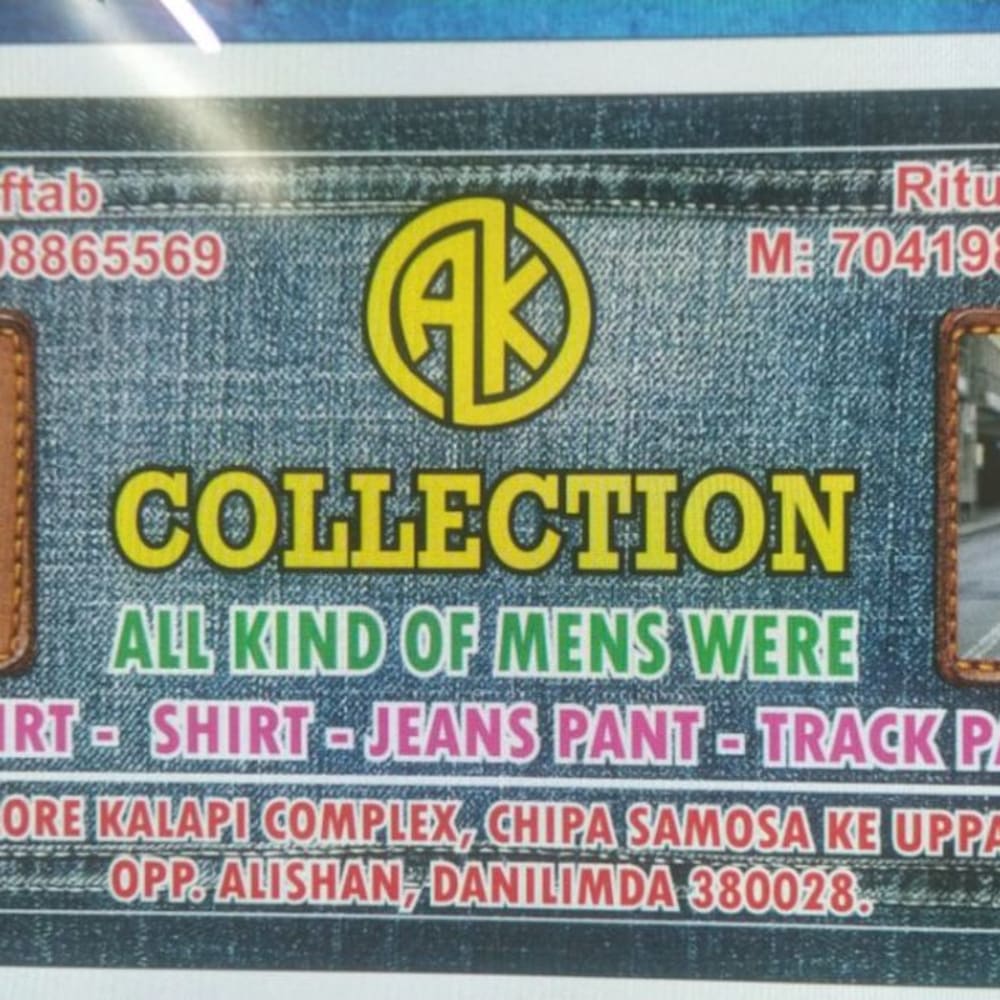 ftab
Ritu
08865569
M: 704198
AK
COLLECTION
ALL KIND OF MENS WERE
IRT - SHIRT - JEANS PANT - TRACK PA
ORE KALAPI COMPLEX, CHIPA SAMOSA KE UPPA
OPP. ALISHAN, DANILIMDA 380028.